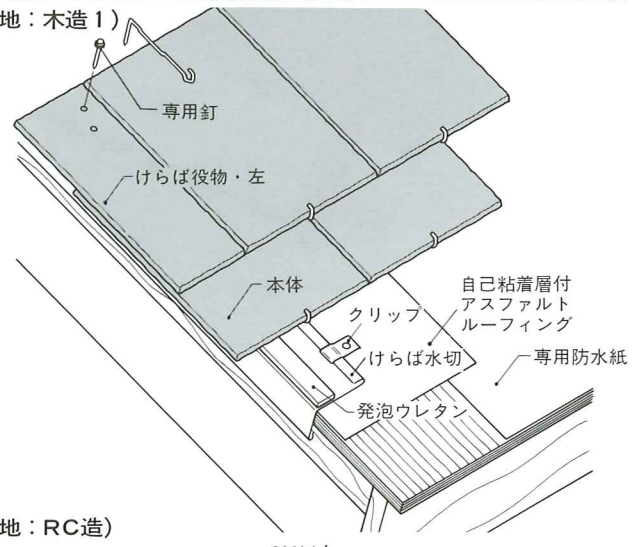 地：木造1）
専用釘
けらば役物・左
本体
クリップ
自己粘着層付
アスファルト
ルーフィング
けらば水切
専用防水紙
発泡ウレタン
地：RC造）